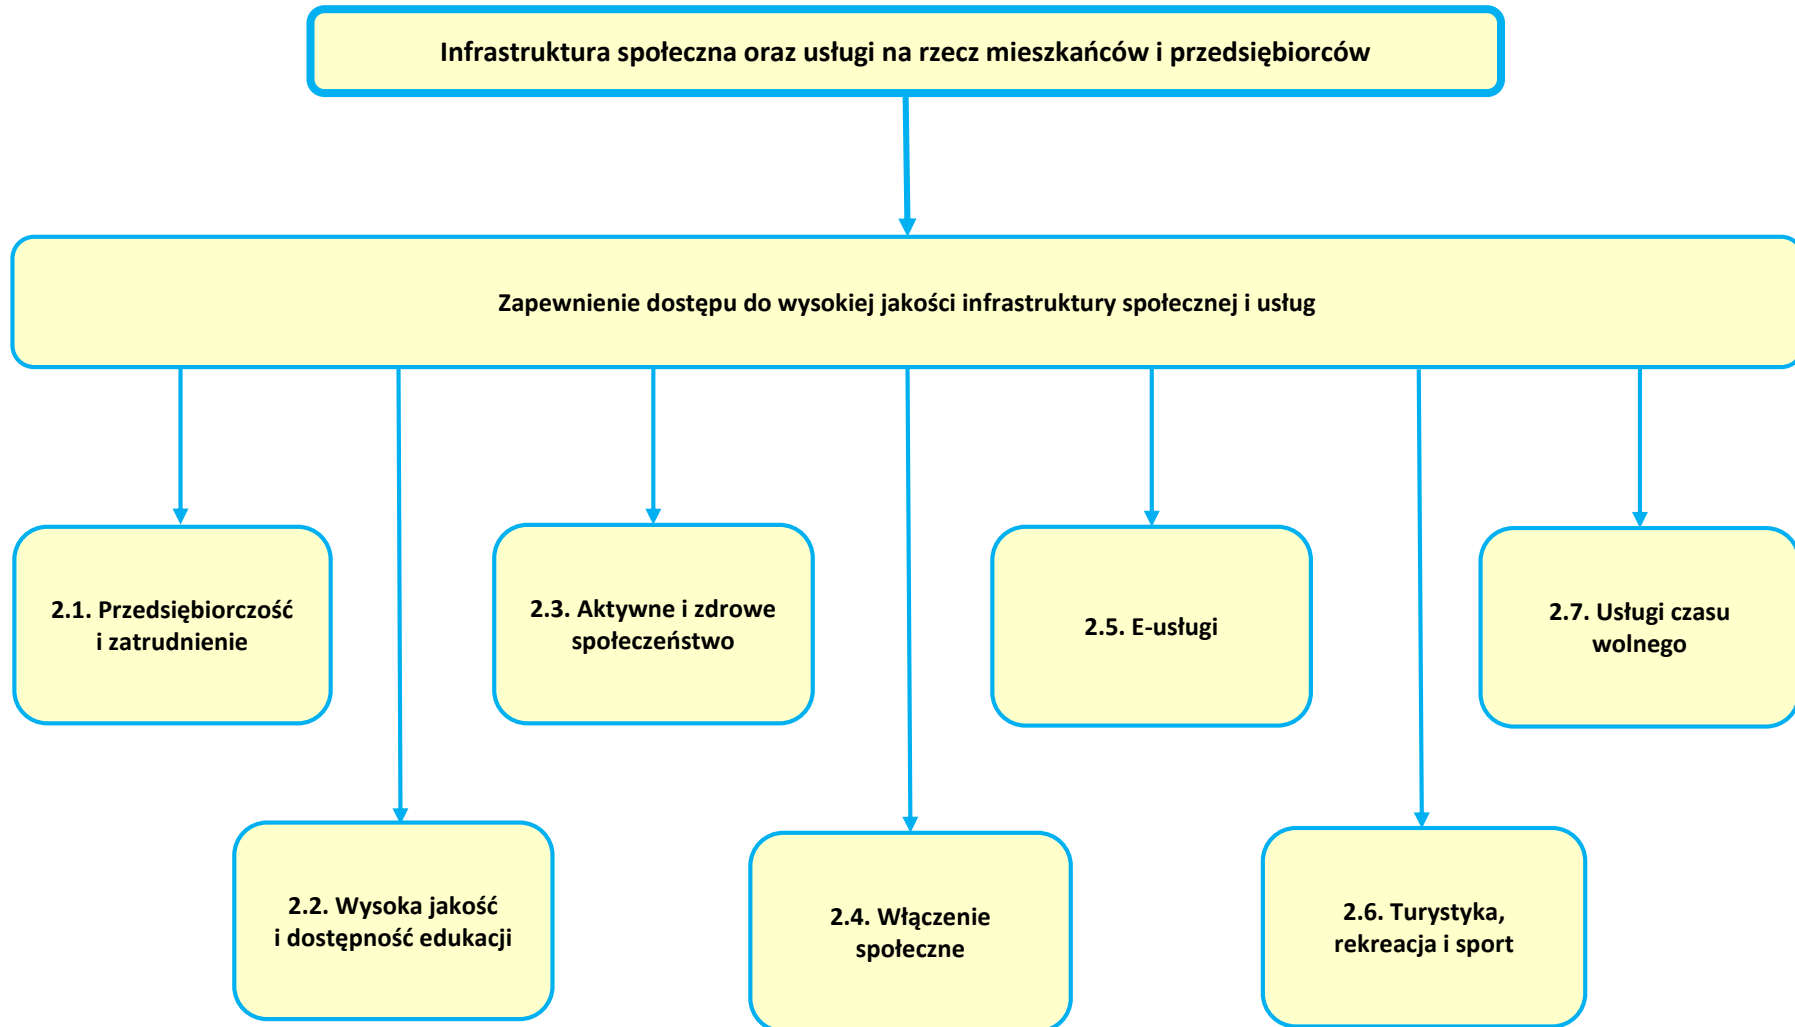 Infrastruktura społeczna oraz usługi na rzecz mieszkańców i przedsiębiorców
Zapewnienie dostępu do wysokiej jakości infrastruktury społecznej i usług
2.1. Przedsiębiorczość
i zatrudnienie
2.3. Aktywne i zdrowe
społeczeństwo
2.5. E-usługi
2.7. Usługi czasu
wolnego
2.2. Wysoka jakość
i dostępność edukacji
2.4. Włączenie
społeczne
2.6. Turystyka,
rekreacja i sport